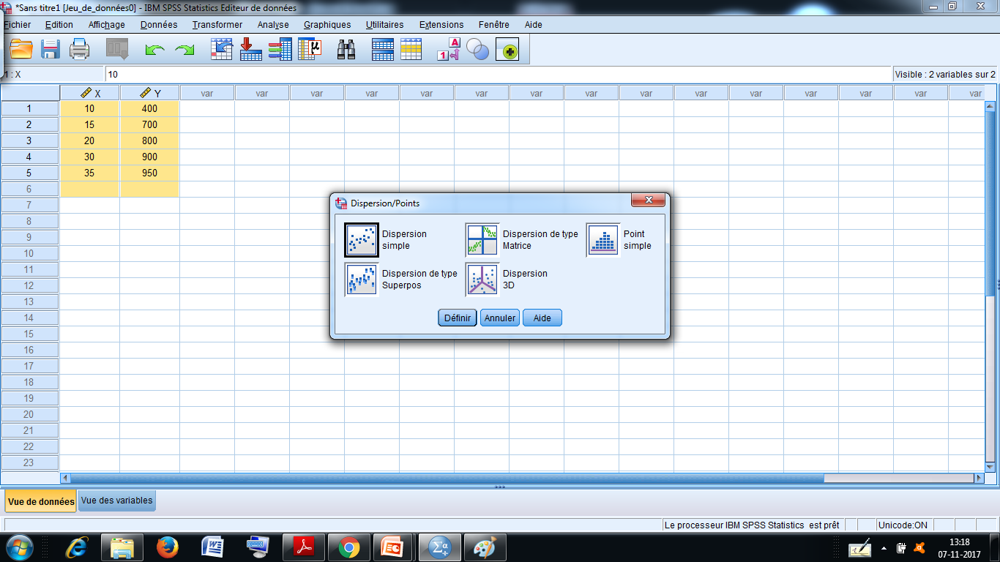 *Sans titre1 [Jeu_de_données0] - IBM SPSS Statistics Editeur de données
Fichier Edition Affichage Données Transformer Analyse Graphiques Utilitaires Extensions Fenêtre Aide
A
1
μ
1 : X 10 Visible : 2 variables sur 2
X Y var var var var var var var var var var var var var var var
1 10 400
2 15 700
3 20 800
4 30 900
5 35 950
6
7
8
9
10
11
12
13
14
15
16
17
18
19
20
21
22
23
Dispersion/Points
Dispersion simple
Dispersion de type Matrice
Point simple
Dispersion de type Superpos
Dispersion 3D
Définir Annuler Aide
Vue de données Vue des variables
Le processeur IBM SPSS Statistics est prêt Unicode:ON
13:18
07-11-2017